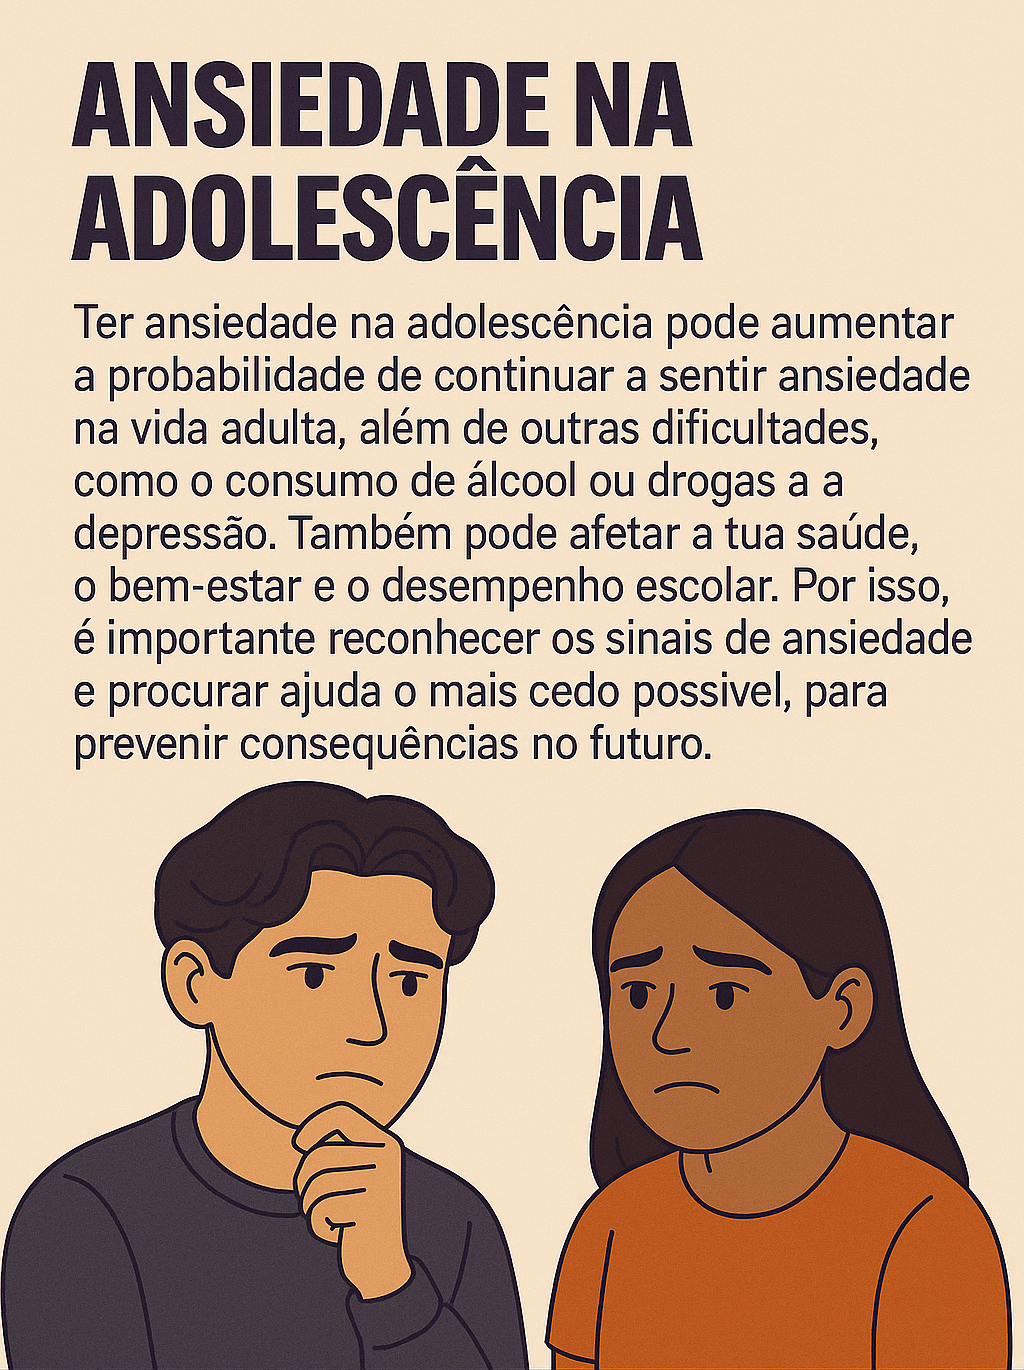 ANSIEDADE NA
ADOLESCÊNCIA
Ter ansiedade na adolescência pode aumentar
a probabilidade de continuar a sentir ansiedade
na vida adulta, além de outras dificultades,
como o consumo de álcool ou drogas a a
depressão. Também pode afetar a tua saúde,
o bem-estar e o desempenho escolar. Por isso,
é importante reconhecer os sinais de ansiedade
e procurar ajuda o mais cedo possivel, para
prevenir consequências no futuro.